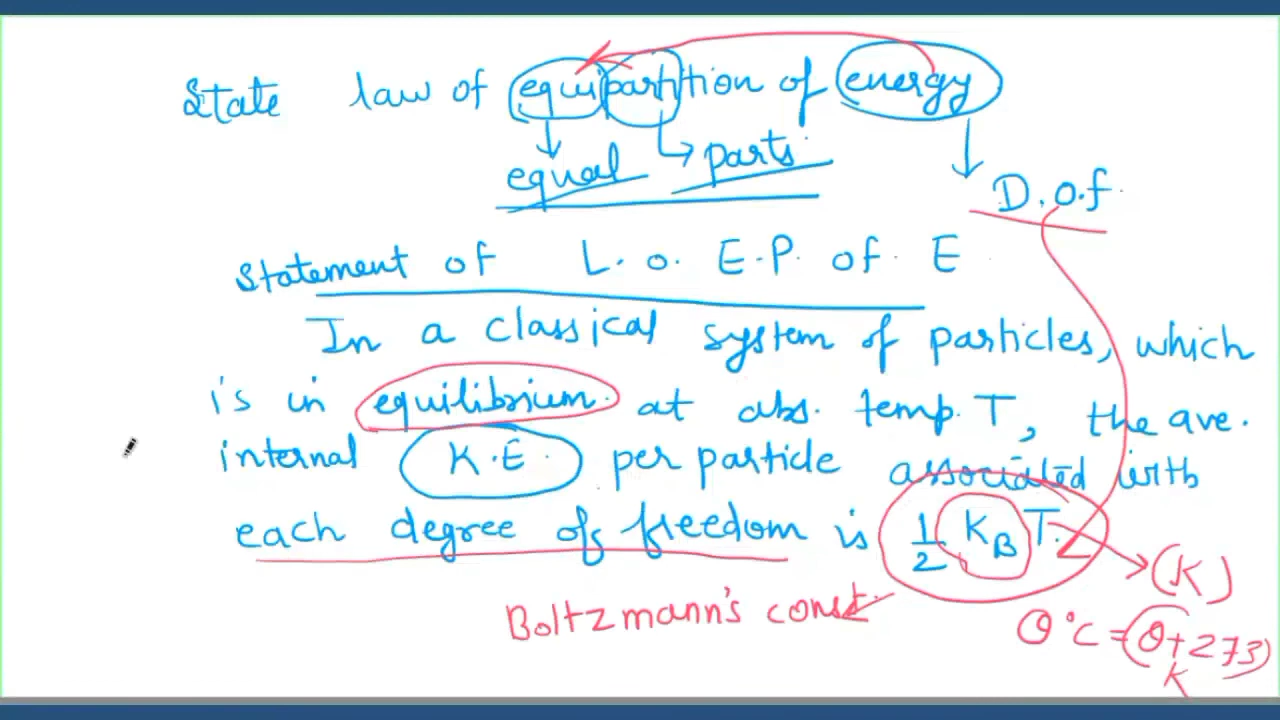 State law of equipartition of energy
equal parts
D.o.f.
Statement of L.o.E.P. of E
In a classical system of particles, which
is in equilibrium at abs. temp. T, the ave.
internal K.E. per particle associated with
each degree of freedom is 1/2 K_B T.
(K)
Boltzmann's const.
θ°C = (θ+273)
K